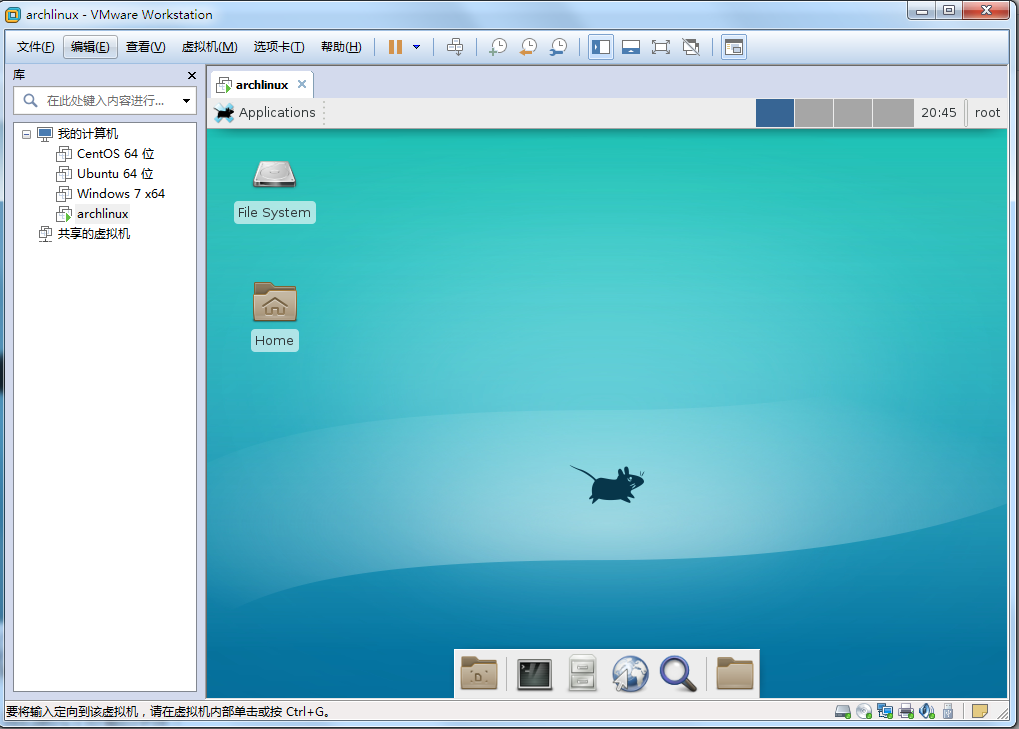 archlinux - VMware Workstation
文件(F) 编辑(E) 查看(V) 虚拟机(M) 选项卡(T) 帮助(H)
库
在此处键入内容进行...
我的计算机
CentOS 64 位
Ubuntu 64 位
Windows 7 x64
archlinux
共享的虚拟机
archlinux
Applications 20:45 root
File System
Home
要将输入定向到该虚拟机，请在虚拟机内部单击或按 Ctrl+G。